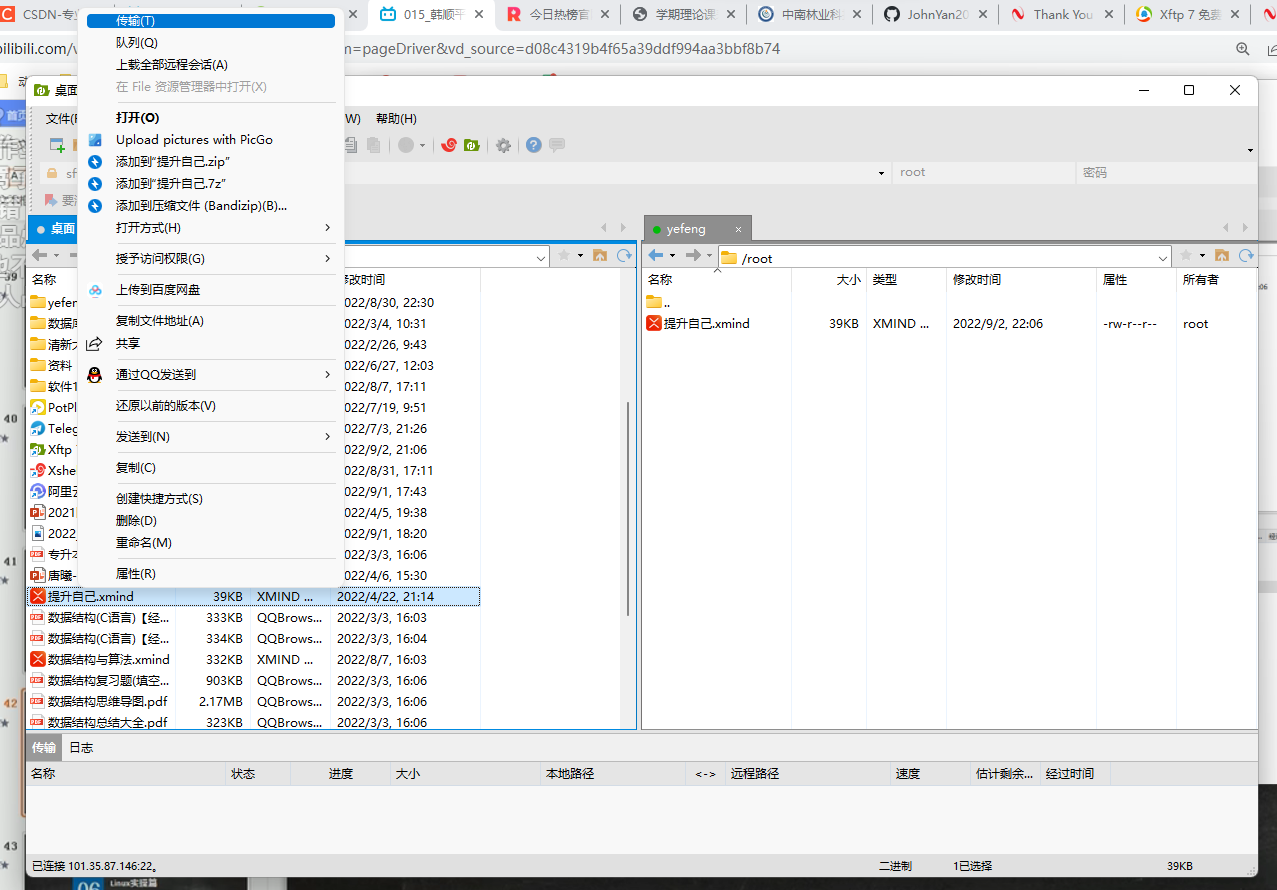 CSDN-专
015_韩顺平
今日热榜官
学期理论课
中南林业科
JohnYan20
Thank You
Xftp 7 免费
bilibili.com/v
m=pageDriver&vd_source=d08c4319b4f65a39ddf994aa3bbf8b74
桌面
文件(F
W)
帮助(H)
sf
root
密码
桌面
yefeng
/root
传输(T)
队列(Q)
上载全部远程会话(A)
在 File 资源管理器中打开(X)
打开(O)
Upload pictures with PicGo
添加到“提升自己.zip”
添加到“提升自己.7z”
添加到压缩文件 (Bandizip)(B)...
打开方式(H)
授予访问权限(G)
上传到百度网盘
复制文件地址(A)
共享
通过QQ发送到
还原以前的版本(V)
发送到(N)
复制(C)
创建快捷方式(S)
删除(D)
重命名(M)
属性(R)
名称
修改时间
yefen
2022/8/30, 22:30
数据库
2022/3/4, 10:31
清新大
2022/2/26, 9:43
资料
2022/6/27, 12:03
软件1
2022/8/7, 17:11
PotPl
2022/7/19, 9:51
Teleg
2022/7/3, 21:26
Xftp 7
2022/9/2, 21:06
Xshe
2022/8/31, 17:11
阿里云
2022/9/1, 17:43
2021
2022/4/5, 19:38
2022
2022/9/1, 18:20
专升本
2022/3/3, 16:06
唐曦-
2022/4/6, 15:30
提升自己.xmind 39KB XMIND ... 2022/4/22, 21:14
数据结构(C语言)【经... 333KB QQBrows... 2022/3/3, 16:03
数据结构(C语言)【经... 334KB QQBrows... 2022/3/3, 16:04
数据结构与算法.xmind 332KB XMIND ... 2022/8/7, 16:03
数据结构复习题(填空... 903KB QQBrows... 2022/3/3, 16:06
数据结构思维导图.pdf 2.17MB QQBrows... 2022/3/3, 16:06
数据结构总结大全.pdf 323KB QQBrows... 2022/3/3, 16:06
名称 大小 类型 修改时间 属性 所有者
..
提升自己.xmind 39KB XMIND ... 2022/9/2, 22:06 -rw-r--r-- root
传输 日志
名称 状态 进度 大小 本地路径 <-> 远程路径 速度 估计剩余... 经过时间
已连接 101.35.87.146:22。 二进制 1已选择 39KB
40
41
42
43
06
Linux实操篇